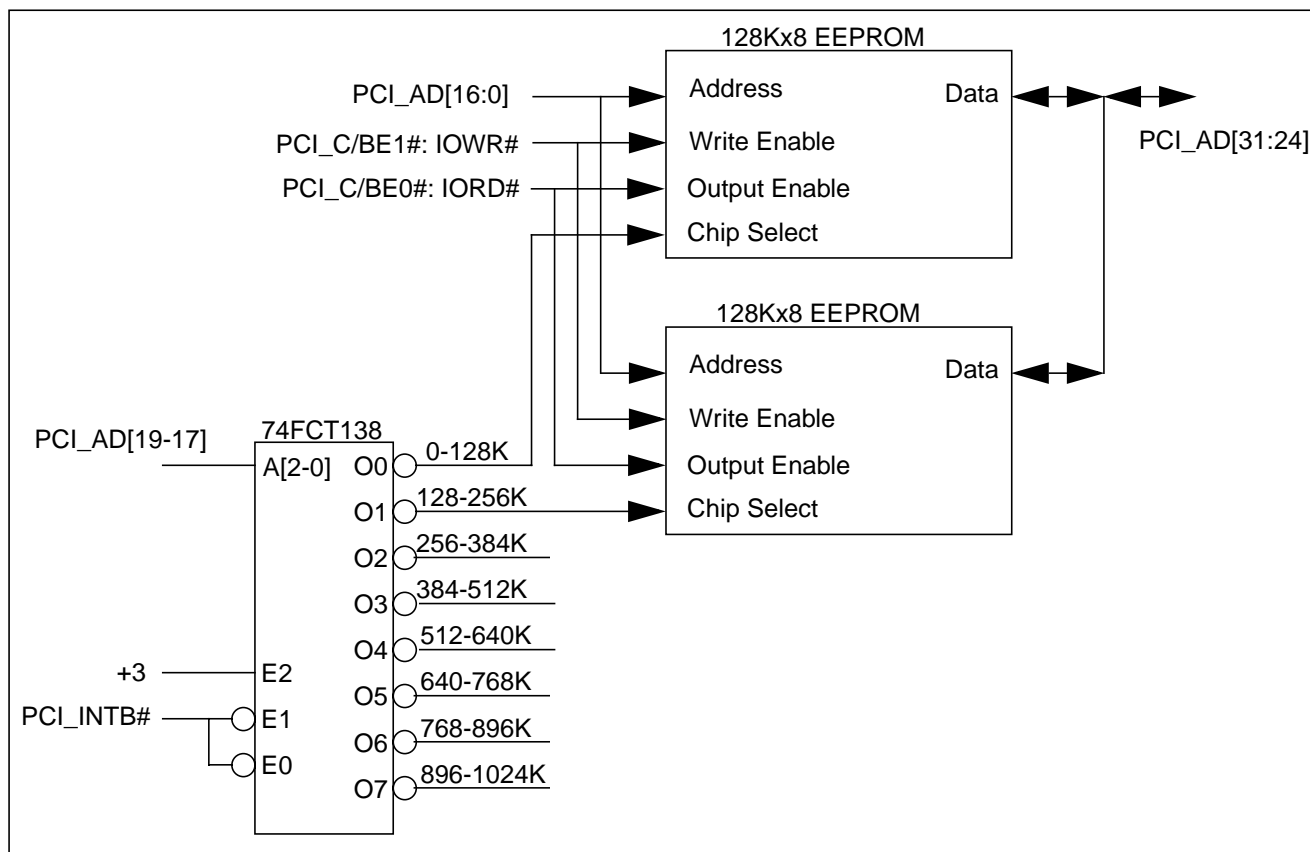 128Kx8 EEPROM
PCI_AD[16:0]
Address
Data
PCI_C/BE1#: IOWR#
Write Enable
PCI_AD[31:24]
PCI_C/BE0#: IORD#
Output Enable
Chip Select
128Kx8 EEPROM
Address
Data
Write Enable
Output Enable
Chip Select
74FCT138
PCI_AD[19-17]
A[2-0]
O0
0-128K
O1
128-256K
O2
256-384K
O3
384-512K
O4
512-640K
+3
E2
O5
640-768K
PCI_INTB#
E1
O6
768-896K
E0
O7
896-1024K